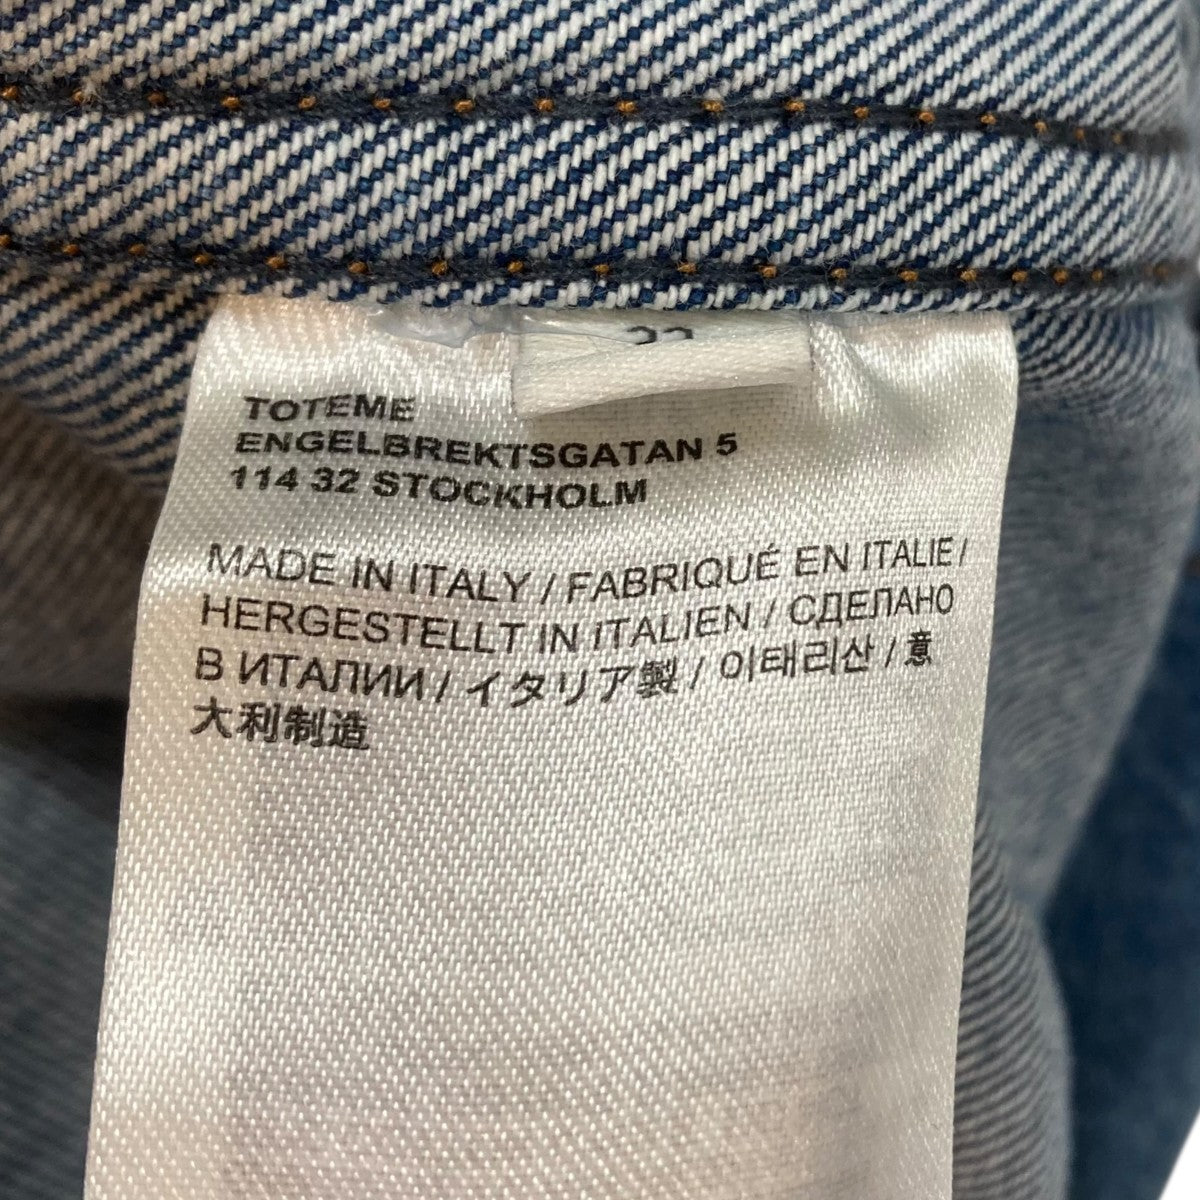 TOTEME
ENGELBREKTSGATAN 5
114 32 STOCKHOLM
MADE IN ITALY / FABRIQUÉ EN ITALIE /
HERGESTELLT IN ITALIEN / СДЕЛАНО
В ИТАЛИИ / イタリア製 / 이태리산 / 意
大利制造